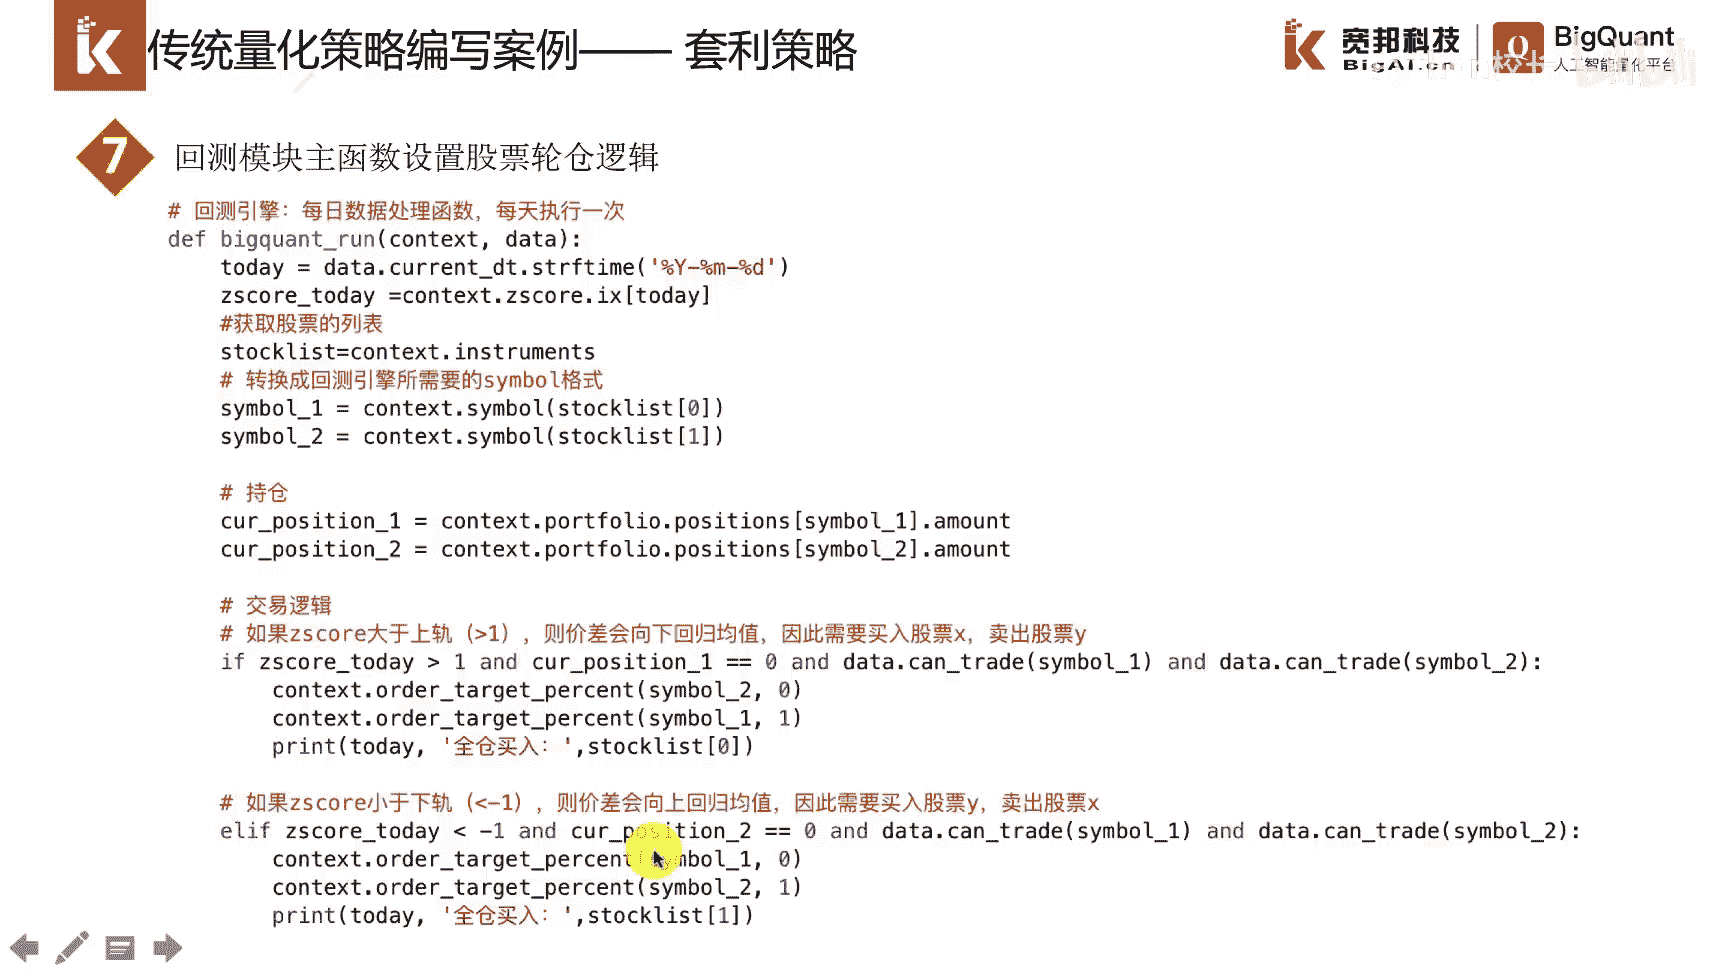 传统量化策略编写案例—— 套利策略
宽邦科技
BigAI.cn
Q
BigQuant
人工智能量化平台
7
回测模块主函数设置股票轮仓逻辑
# 回测引擎：每日数据处理函数，每天执行一次
def bigquant_run(context, data):
    today = data.current_dt.strftime('%Y-%m-%d')
    zscore_today =context.zscore.ix[today]
    #获取股票的列表
    stocklist=context.instruments
    # 转换成回测引擎所需要的symbol格式
    symbol_1 = context.symbol(stocklist[0])
    symbol_2 = context.symbol(stocklist[1])
    # 持仓
    cur_position_1 = context.portfolio.positions[symbol_1].amount
    cur_position_2 = context.portfolio.positions[symbol_2].amount
    # 交易逻辑
    # 如果zscore大于上轨（>1），则价差会向下回归均值，因此需要买入股票x，卖出股票y
    if zscore_today > 1 and cur_position_1 == 0 and data.can_trade(symbol_1) and data.can_trade(symbol_2):
        context.order_target_percent(symbol_2, 0)
        context.order_target_percent(symbol_1, 1)
        print(today, '全仓买入：',stocklist[0])
    # 如果zscore小于下轨（<-1），则价差会向上回归均值，因此需要买入股票y，卖出股票x
    elif zscore_today < -1 and cur_position_2 == 0 and data.can_trade(symbol_1) and data.can_trade(symbol_2):
        context.order_target_percent(symbol_1, 0)
        context.order_target_percent(symbol_2, 1)
        print(today, '全仓买入：',stocklist[1])